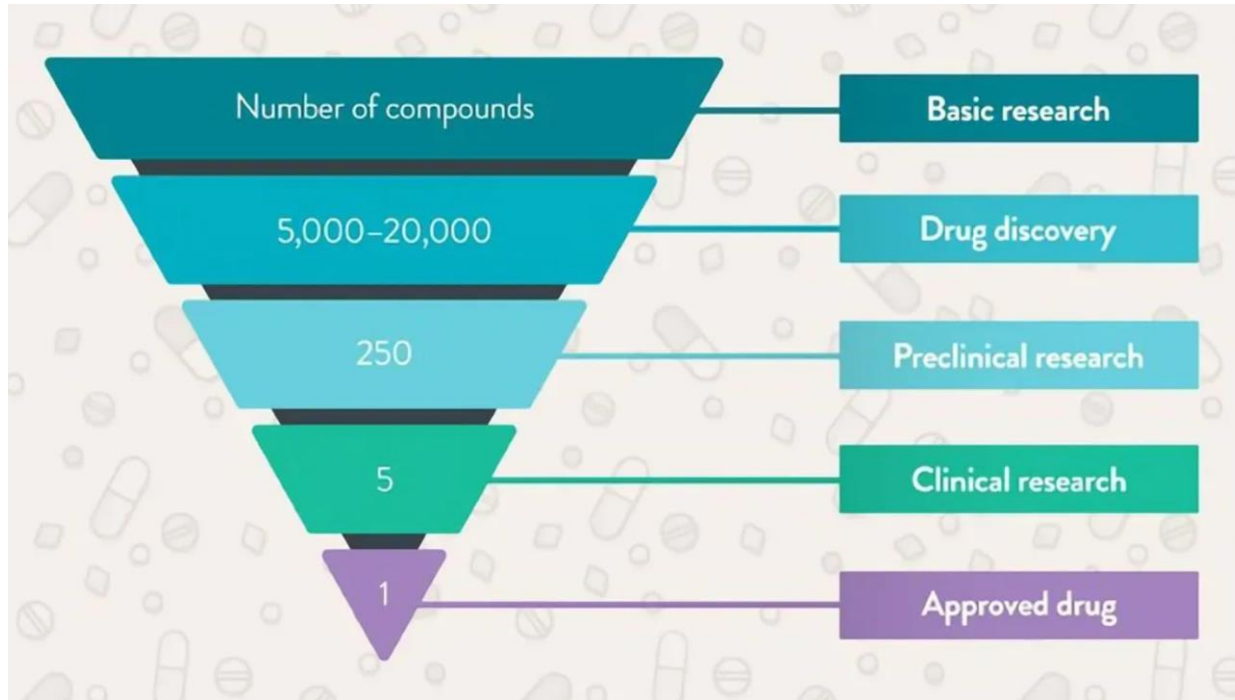 Number of compounds
Basic research
5,000–20,000
Drug discovery
250
Preclinical research
5
Clinical research
1
Approved drug